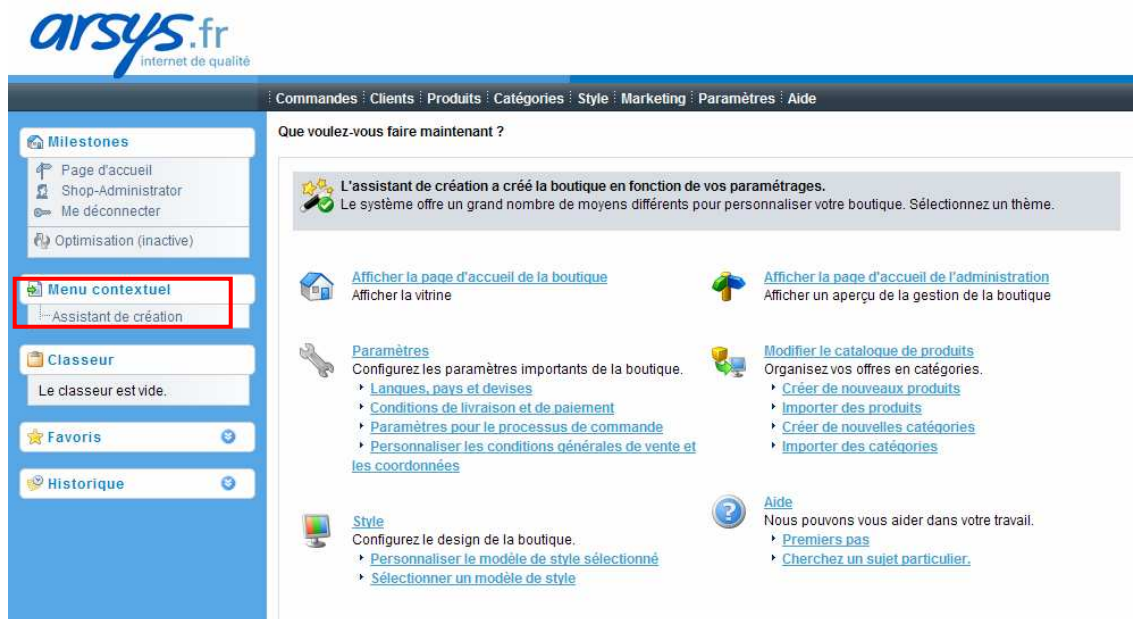 arsys.fr
internet de qualité
Commandes Clients Produits Catégories Style Marketing Paramètres Aide
Milestones
Page d'accueil
Shop-Administrator
Me déconnecter
Optimisation (inactive)
Menu contextuel
Assistant de création
Classeur
Le classeur est vide.
Favoris
Historique
Que voulez-vous faire maintenant ?
L'assistant de création a créé la boutique en fonction de vos paramétrages.
Le système offre un grand nombre de moyens différents pour personnaliser votre boutique. Sélectionnez un thème.
Afficher la page d'accueil de la boutique
Afficher la vitrine
Afficher la page d'accueil de l'administration
Afficher un aperçu de la gestion de la boutique
Paramètres
Configurez les paramètres importants de la boutique.
Langues, pays et devises
Conditions de livraison et de paiement
Paramètres pour le processus de commande
Personnaliser les conditions générales de vente et
les coordonnées
Modifier le catalogue de produits
Organisez vos offres en catégories.
Créer de nouveaux produits
Importer des produits
Créer de nouvelles catégories
Importer des catégories
Style
Configurez le design de la boutique.
Personnaliser le modèle de style sélectionné
Sélectionner un modèle de style
Aide
Nous pouvons vous aider dans votre travail.
Premiers pas
Cherchez un sujet particulier.